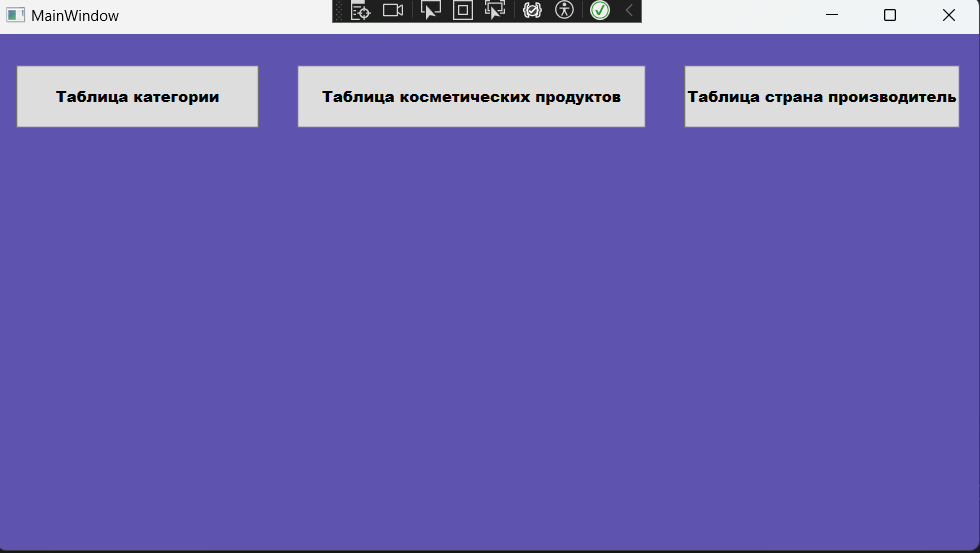 MainWindow
Таблица категории
Таблица косметических продуктов
Таблица страна производитель